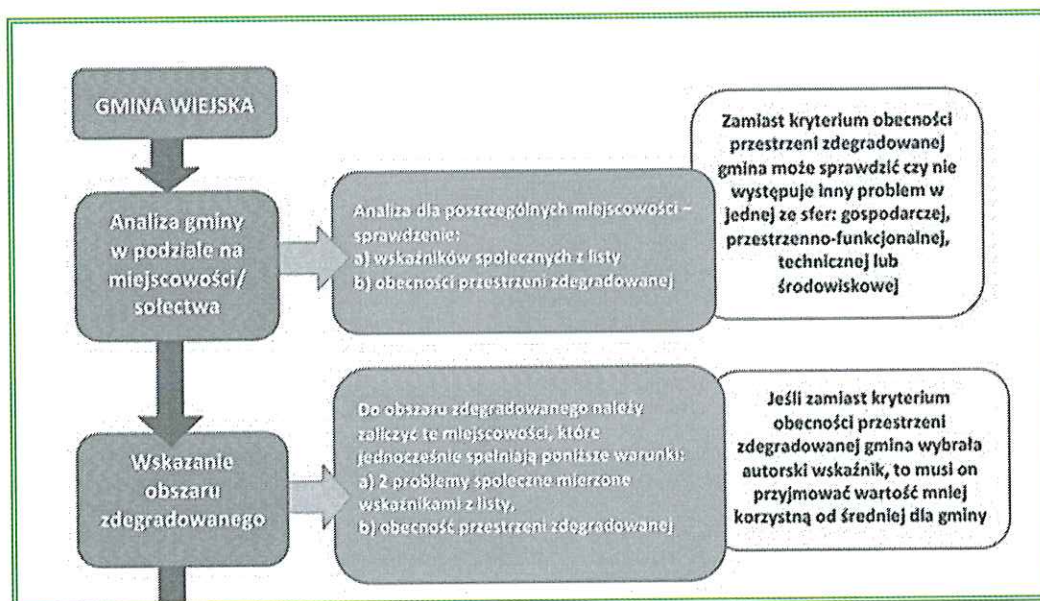 GMINA WIEJSKA
Analiza gminy
w podziale na
miejscowości/
sołectwa
Analiza dla poszczególnych miejscowości –
sprawdzenie:
a) wskaźników społecznych z listy
b) obecności przestrzeni zdegradowanej
Zamiast kryterium obecności
przestrzeni zdegradowanej
gmina może sprawdzić czy nie
występuje inny problem w
jednej ze sfer: gospodarczej,
przestrzenno-funkcjonalnej,
technicznej lub
środowiskowej
Wskazanie
obszaru
zdegradowanego
Do obszaru zdegradowanego należy
zaliczyć te miejscowości, które
jednocześnie spełniają poniższe warunki:
a) 2 problemy społeczne mierzone
wskaźnikami z listy,
b) obecność przestrzeni zdegradowanej
Jeśli zamiast kryterium
obecności przestrzeni
zdegradowanej gmina wybrała
autorski wskaźnik, to musi on
przyjmować wartość mniej
korzystną od średniej dla gminy